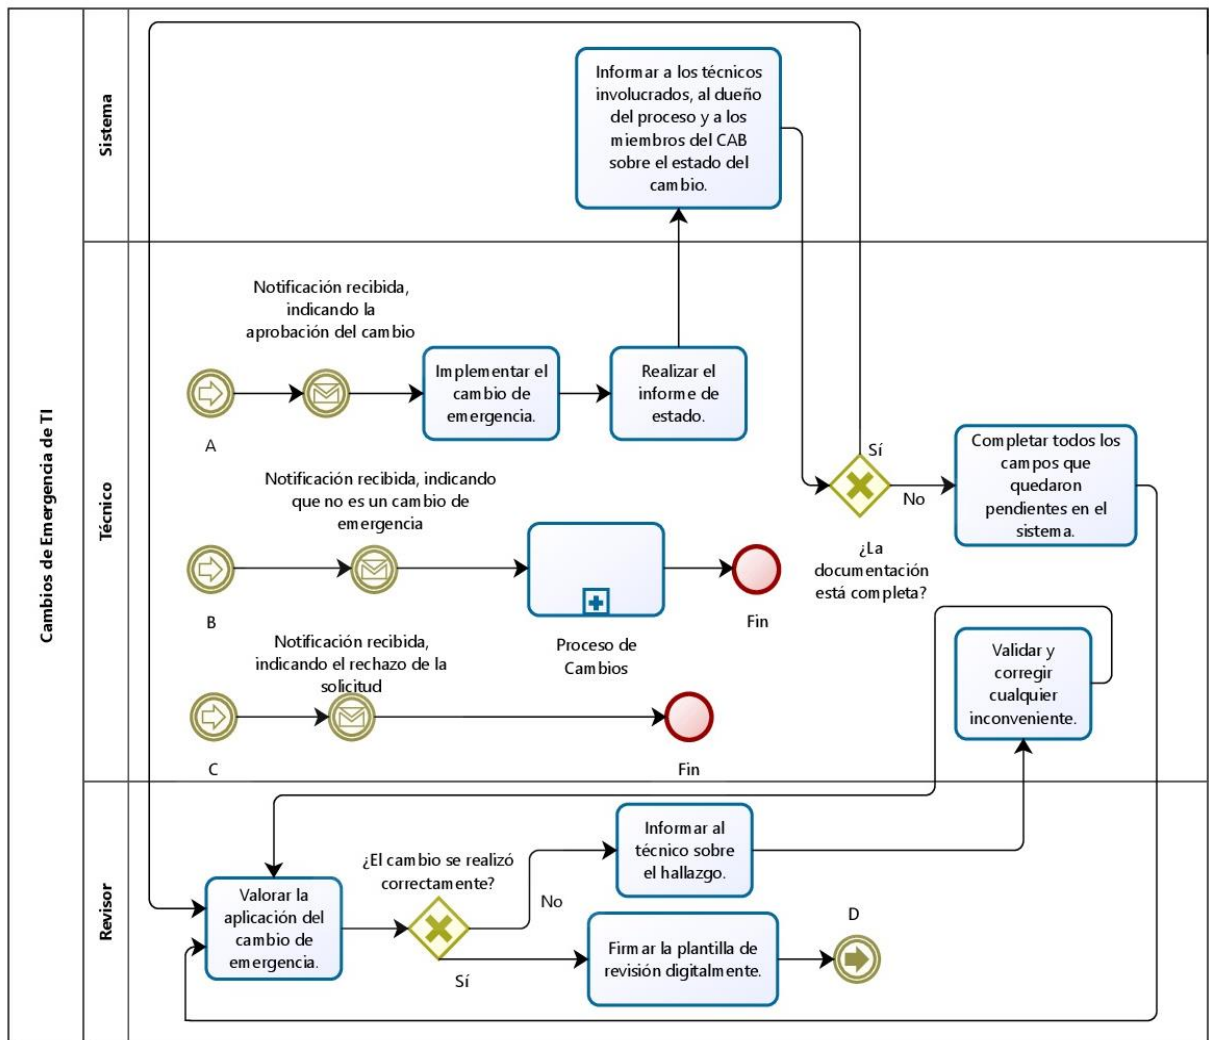 Cambios de Emergencia de TI
Sistema
Informar a los técnicos
involucrados, al dueño
del proceso y a los
miembros del CAB
sobre el estado del
cambio.
Técnico
Notificación recibida,
indicando la
aprobación del cambio
A
Implementar el
cambio de
emergencia.
Realizar el
informe de
estado.
Sí
No
¿La
documentación
está completa?
Completar todos los
campos que
quedaron
pendientes en el
sistema.
Notificación recibida, indicando
que no es un cambio de
emergencia
B
Proceso de
Cambios
Fin
Notificación recibida,
indicando el rechazo de la
solicitud
C
Fin
Validar y
corregir
cualquier
inconveniente.
Revisor
Valorar la
aplicación del
cambio de
emergencia.
¿El cambio se realizó
correctamente?
No
Sí
Informar al
técnico sobre
el hallazgo.
Firmar la plantilla de
revisión digitalmente.
D